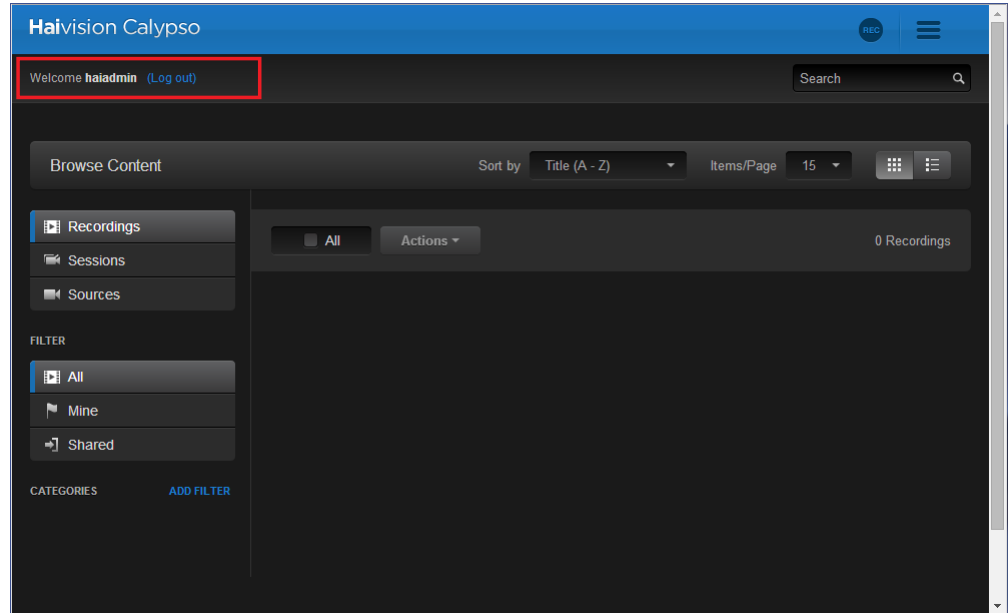 Haivision Calypso
REC
Welcome haiadmin (Log out)
Search
Browse Content
Sort by
Title (A - Z)
Items/Page
15
Recordings
Sessions
Sources
All
Actions
0 Recordings
FILTER
All
Mine
Shared
CATEGORIES
ADD FILTER